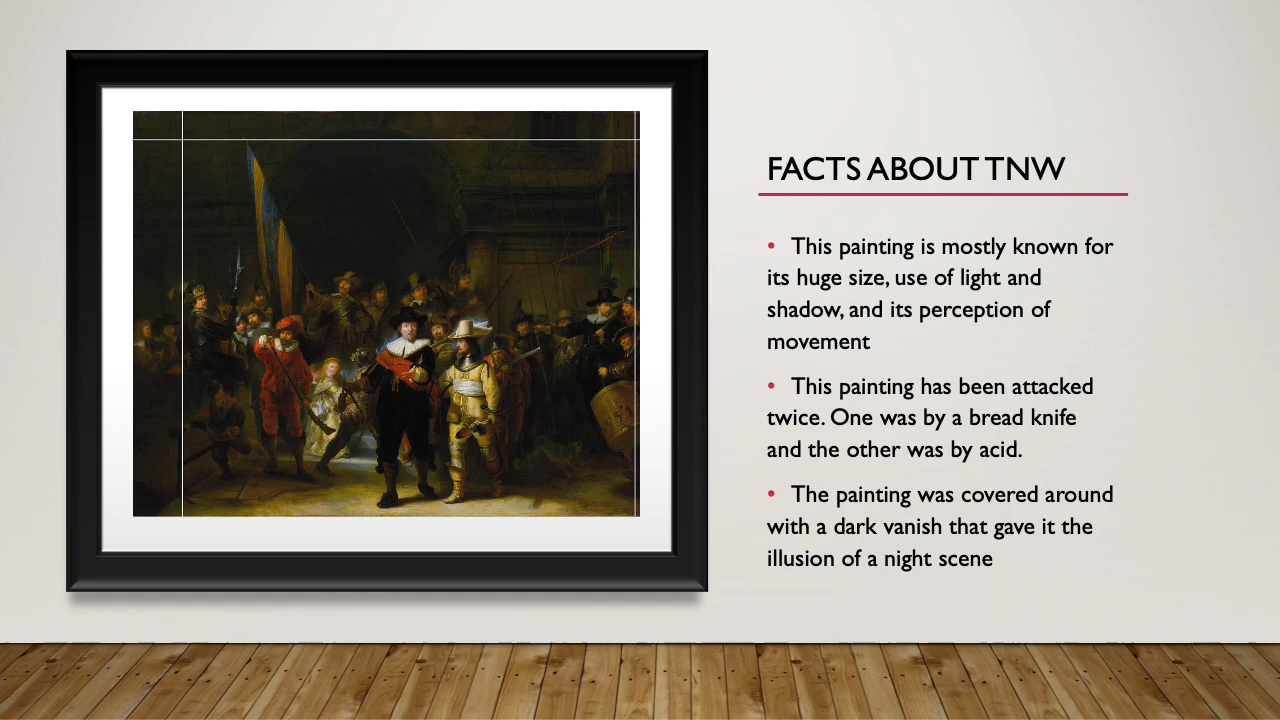 FACTS ABOUT TNW
• This painting is mostly known for
its huge size, use of light and
shadow, and its perception of
movement
• This painting has been attacked
twice. One was by a bread knife
and the other was by acid.
• The painting was covered around
with a dark vanish that gave it the
illusion of a night scene